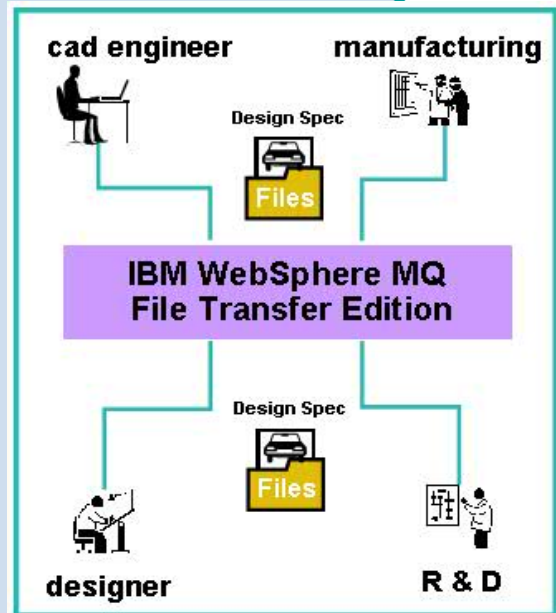 cad engineer
manufacturing
Design Spec
Files
IBM WebSphere MQ
File Transfer Edition
Design Spec
Files
designer
R & D